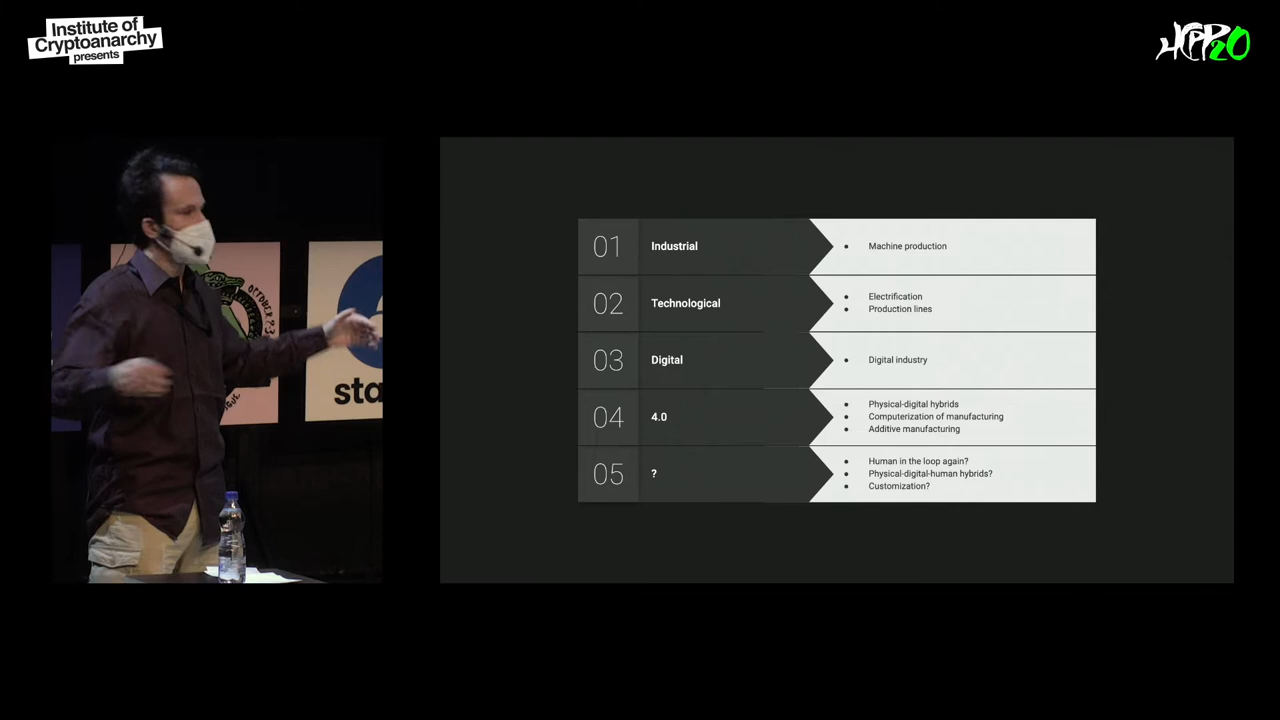 Institute of
Cryptoanarchy
presents
HCPP20
OCTOBER
sta
01
Industrial
Machine production
02
Technological
Electrification
Production lines
03
Digital
Digital industry
04
4.0
Physical-digital hybrids
Computerization of manufacturing
Additive manufacturing
05
?
Human in the loop again?
Physical-digital-human hybrids?
Customization?